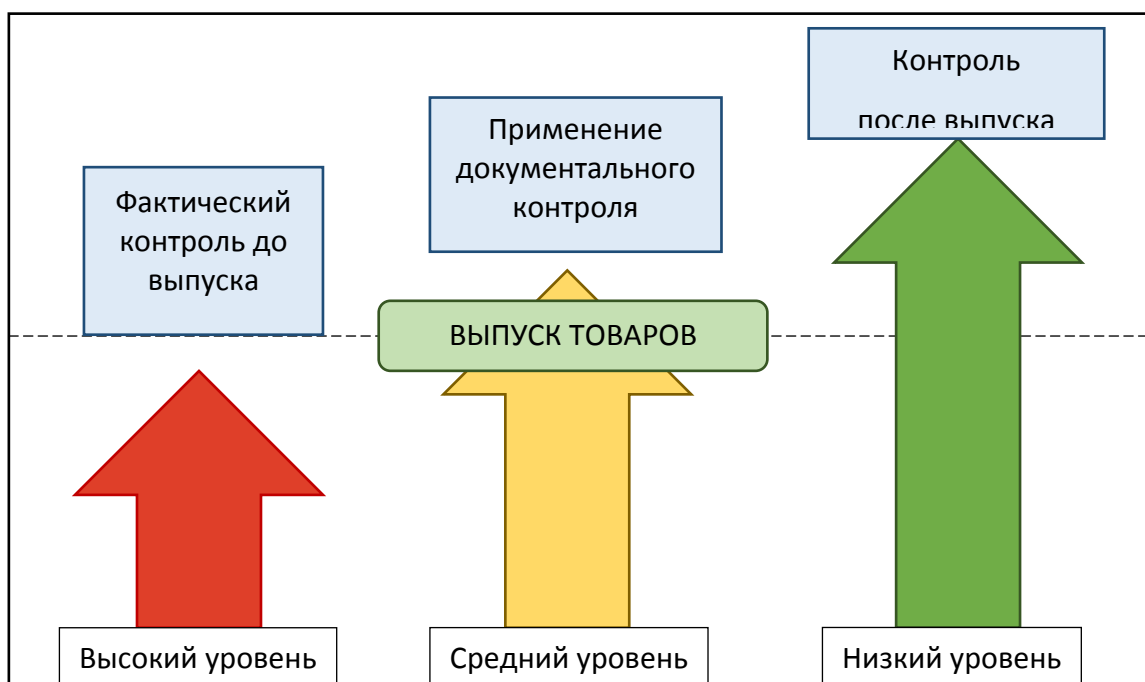 Контроль
после выпуска
Применение
документального
контроля
Фактический
контроль до
выпуска
ВЫПУСК ТОВАРОВ
Высокий уровень
Средний уровень
Низкий уровень